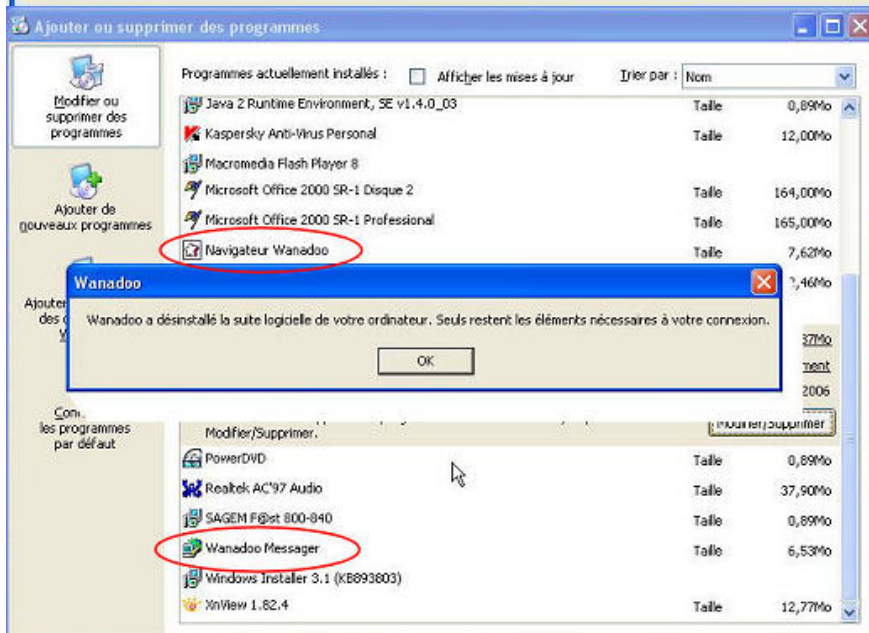 Ajouter ou supprimer des programmes
Modifier ou
supprimer des
programmes
Ajouter de
nouveaux programmes
Ajouter
des
les programmes
par défaut
Programmes actuellement installés :
Afficher les mises à jour
Trier par : Nom
Java 2 Runtime Environment, SE v1.4.0_03 Taille 0,89Mo
Kaspersky Anti-Virus Personal Taille 12,00Mo
Macromedia Flash Player 8
Microsoft Office 2000 SR-1 Disque 2 Taille 164,00Mo
Microsoft Office 2000 SR-1 Professional Taille 165,00Mo
Navigateur Wanadoo Taille 7,62Mo
2,46Mo
Wanadoo
Wanadoo a désinstallé la suite logicielle de votre ordinateur. Seuls restent les éléments nécessaires à votre connexion.
OK
37Mo
2006
Modifier/Supprimer.
Modifier/Supprimer
PowerDVD Taille 0,89Mo
Realtek AC'97 Audio Taille 37,90Mo
SAGEM F@st 800-840 Taille 0,89Mo
Wanadoo Messager Taille 6,53Mo
Windows Installer 3.1 (KB893803)
XnView 1.82.4 Taille 12,77Mo